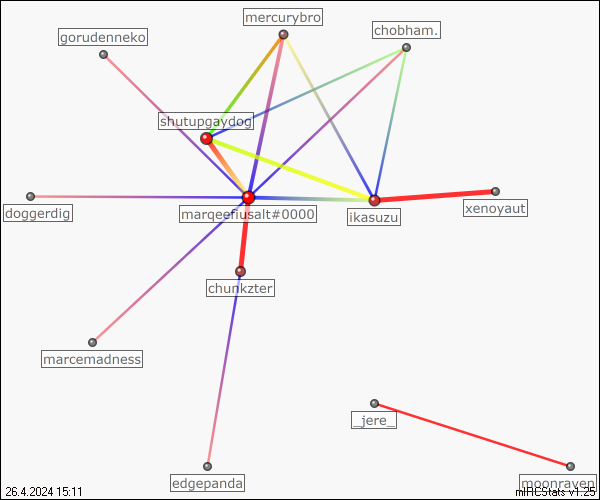 mercurybro
chobham.
gorudenneko
shutupgaydog
doggerdig
marqeefiusalt#0000
ikasuzu
xenoyaut
chunkzter
marcemadness
_jere_
edgepanda
moonraven
26.4.2024 15:11
mIRCStats v1.25